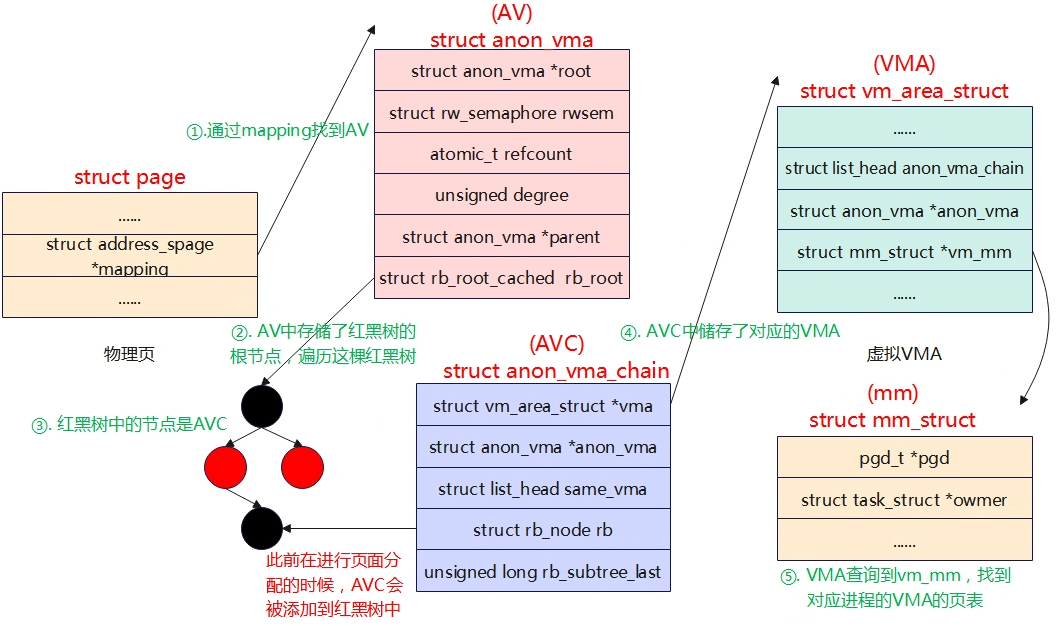 (AV)
struct anon_vma
struct anon_vma *root
struct rw_semaphore rwsem
atomic_t refcount
unsigned degree
struct anon_vma *parent
struct rb_root_cached  rb_root
①.通过mapping找到AV
struct page
......
struct address_spage
*mapping
......
物理页
(VMA)
struct vm_area_struct
......
struct list_head anon_vma_chain
struct anon_vma *anon_vma
struct mm_struct *vm_mm
......
虚拟VMA
②. AV中存储了红黑树的
根节点，遍历这棵红黑树
③. 红黑树中的节点是AVC
(AVC)
struct anon_vma_chain
struct vm_area_struct *vma
struct anon_vma *anon_vma
struct list_head same_vma
struct rb_node rb
unsigned long rb_subtree_last
此前在进行页面分
配的时候，AVC会
被添加到红黑树中
④. AVC中储存了对应的VMA
(mm)
struct mm_struct
pgd_t *pgd
struct task_struct *owner
......
⑤. VMA查询到vm_mm，找到
对应进程的VMA的页表